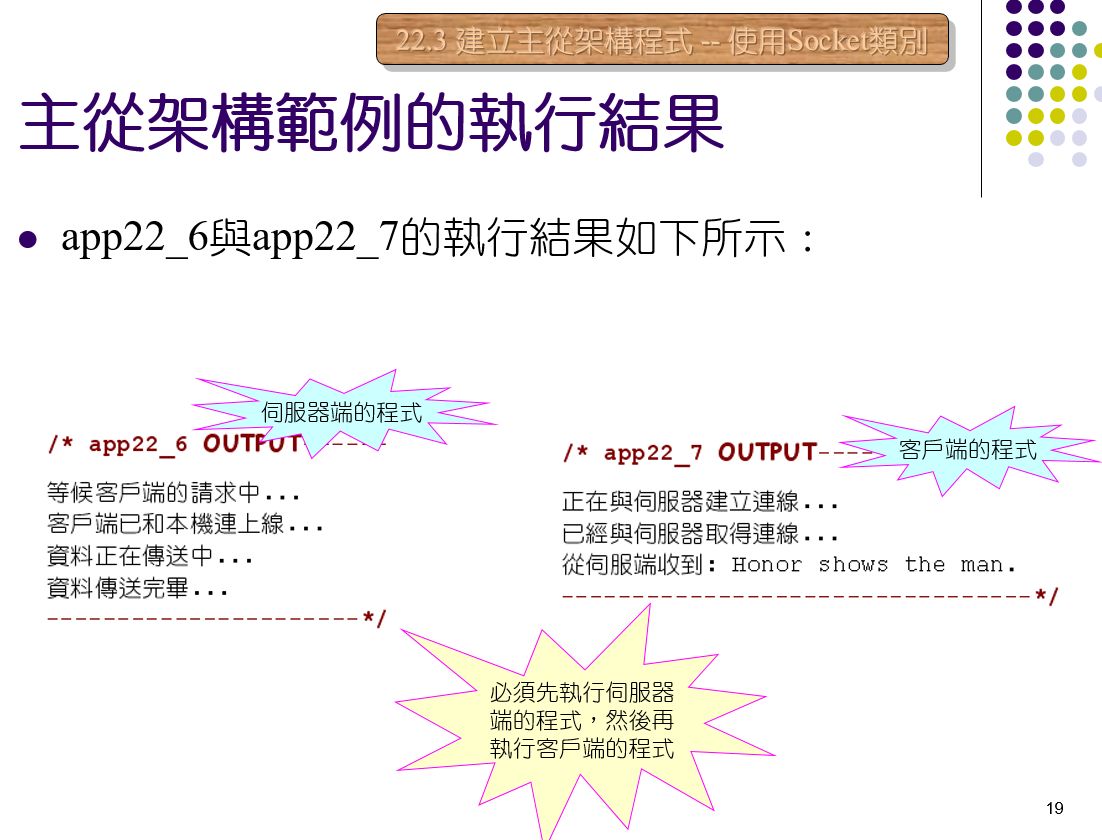 22.3 建立主從架構程式 -- 使用Socket類別
主從架構範例的執行結果
app22_6與app22_7的執行結果如下所示：
伺服器端的程式
/* app22_6 OUTPUT------
等候客戶端的請求中...
客戶端已和本機連上線...
資料正在傳送中...
資料傳送完畢...
----------------------*/
客戶端的程式
/* app22_7 OUTPUT----
正在與伺服器建立連線...
已經與伺服器取得連線...
從伺服端收到: Honor shows the man.
---------------------------------*/
必須先執行伺服器
端的程式，然後再
執行客戶端的程式
19